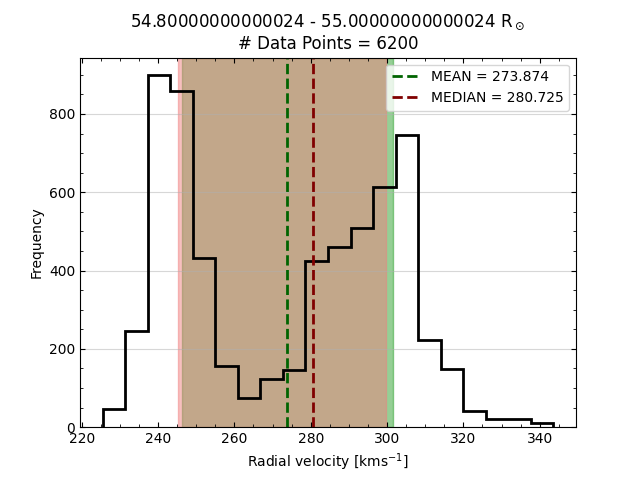 54.80000000000024 - 55.00000000000024 R⊙
# Data Points = 6200
MEAN = 273.874
MEDIAN = 280.725
Frequency
800
600
400
200
0
220 240 260 280 300 320 340
Radial velocity [kms⁻¹]